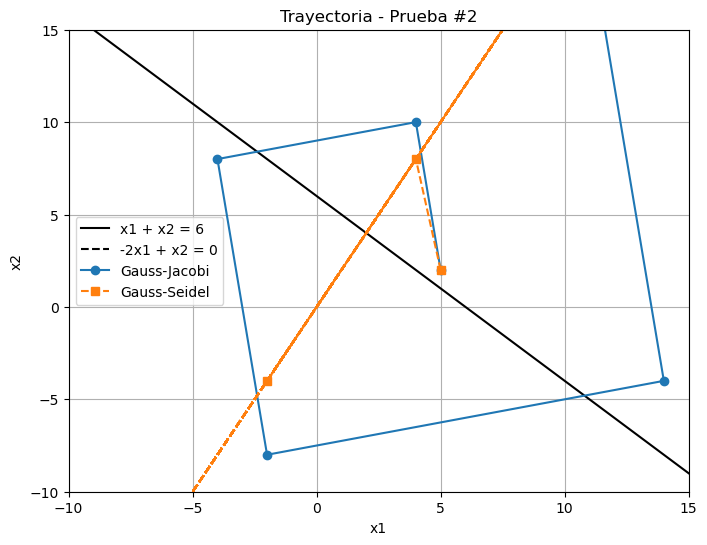 Trayectoria - Prueba #2
15
10
5
0
−5
−10
x2
x1 + x2 = 6
-2x1 + x2 = 0
Gauss-Jacobi
Gauss-Seidel
−10
−5
0
5
10
15
x1